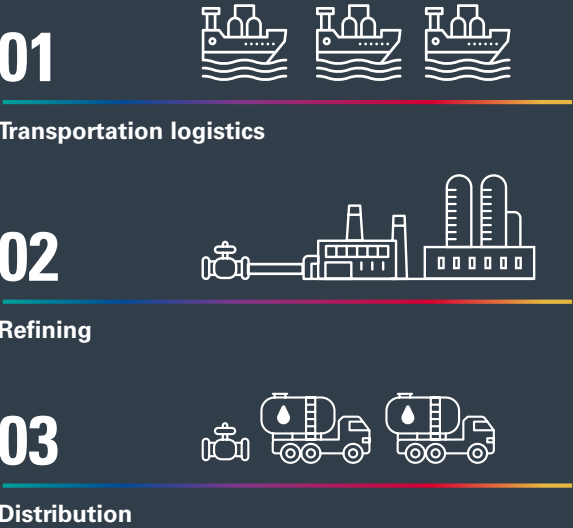 01
Transportation logistics
02
Refining
03
Distribution